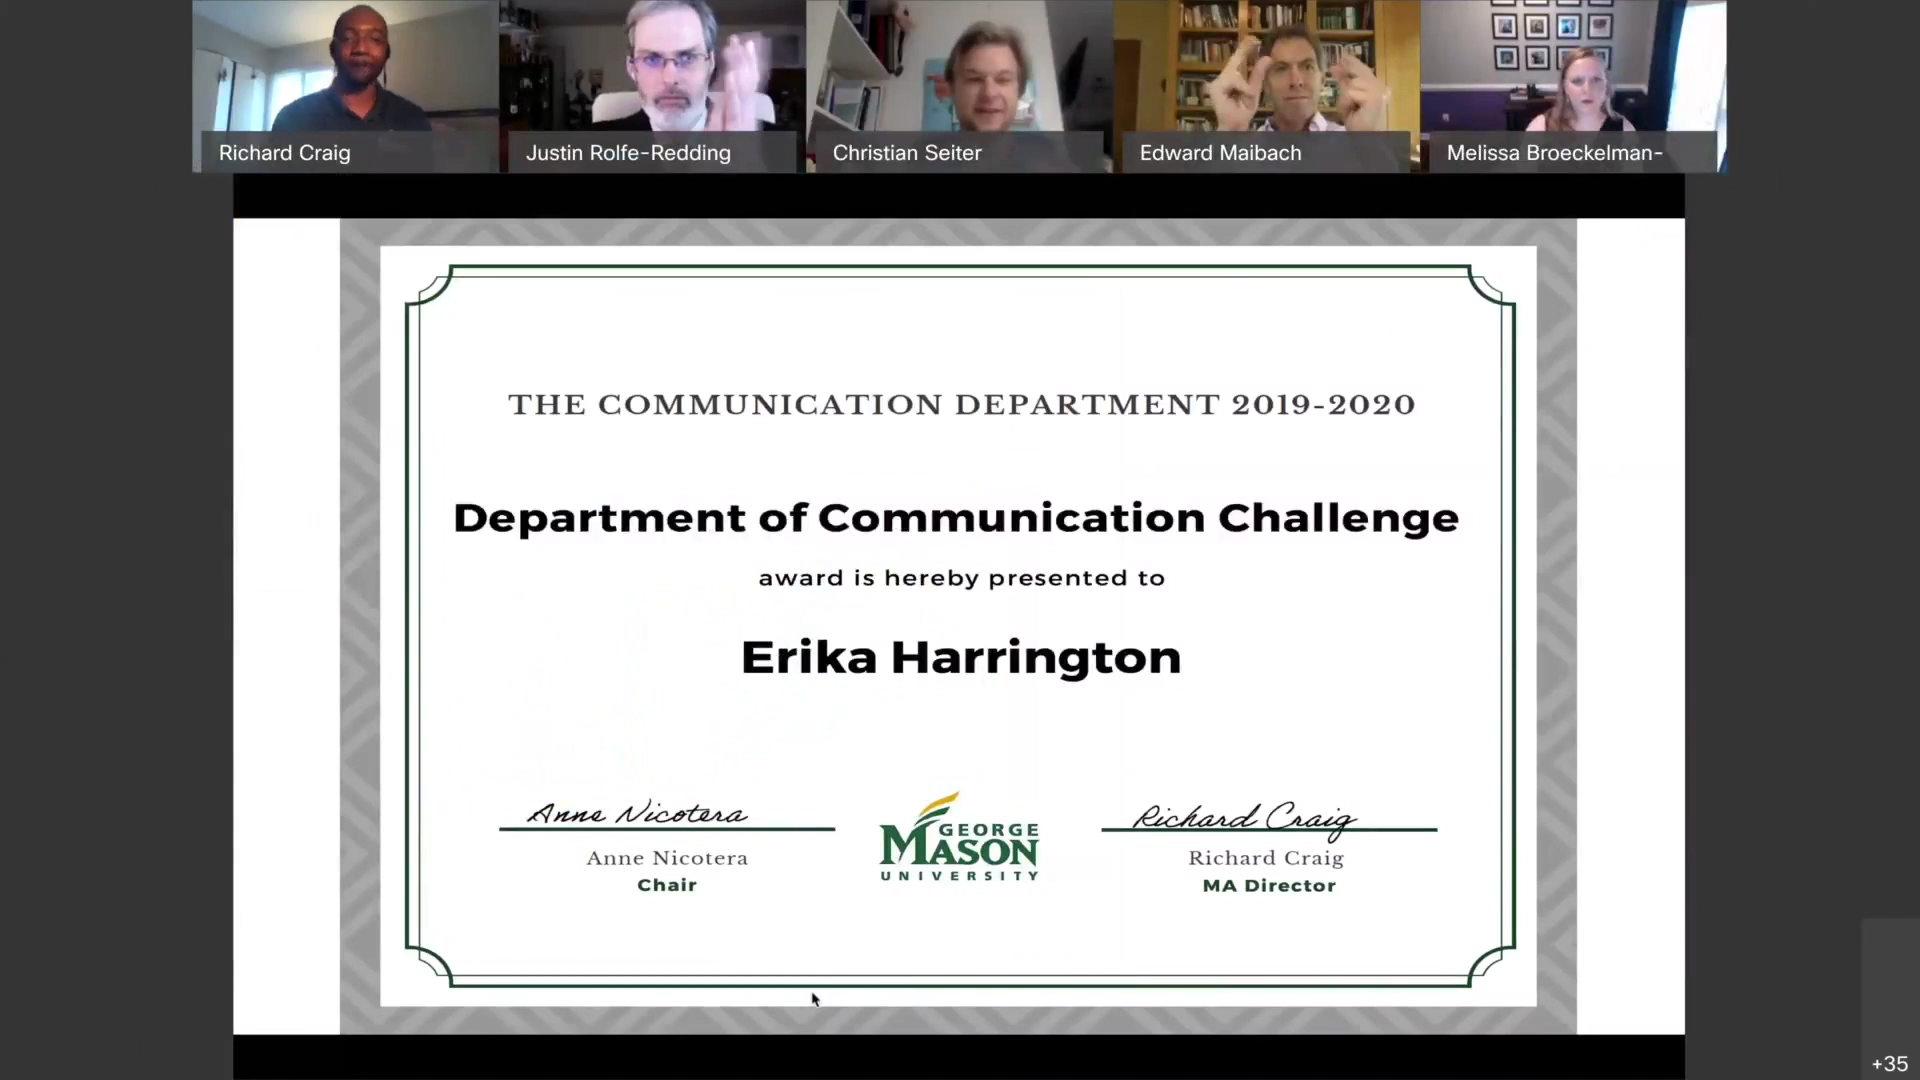 Richard Craig
Justin Rolfe-Redding
Christian Seiter
Edward Maibach
Melissa Broeckelman-
THE COMMUNICATION DEPARTMENT 2019-2020
Department of Communication Challenge
award is hereby presented to
Erika Harrington
Anne Nicotera
Richard Craig
GEORGE
MASON
UNIVERSITY
Anne Nicotera
Chair
Richard Craig
MA Director
+35